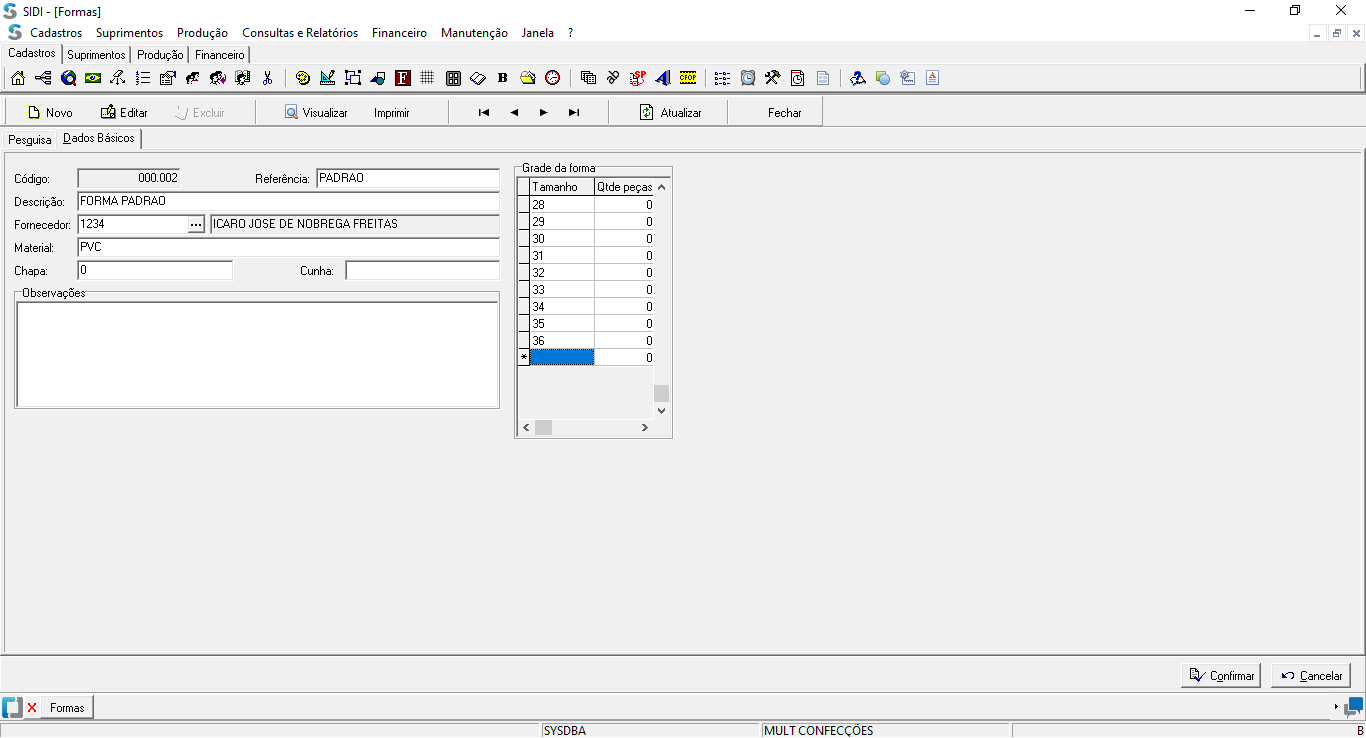 SIDI - [Formas]
Cadastros Suprimentos Produção Consultas e Relatórios Financeiro Manutenção Janela ?
Cadastros Suprimentos Produção Financeiro
F B SP CFOP A
Novo Editar Excluir Visualizar Imprimir Atualizar Fechar
Pesquisa Dados Básicos
Código: 000.002 Referência: PADRAO
Descrição: FORMA PADRAO
Fornecedor: 1234 ... ICARO JOSE DE NOBREGA FREITAS
Material: PVC
Chapa: 0 Cunha:
Observações
Grade da forma
Tamanho Qtde peças
28 0
29 0
30 0
31 0
32 0
33 0
34 0
35 0
36 0
* 0
Confirmar Cancelar
Formas
SYSDBA MULT CONFECÇÕES B